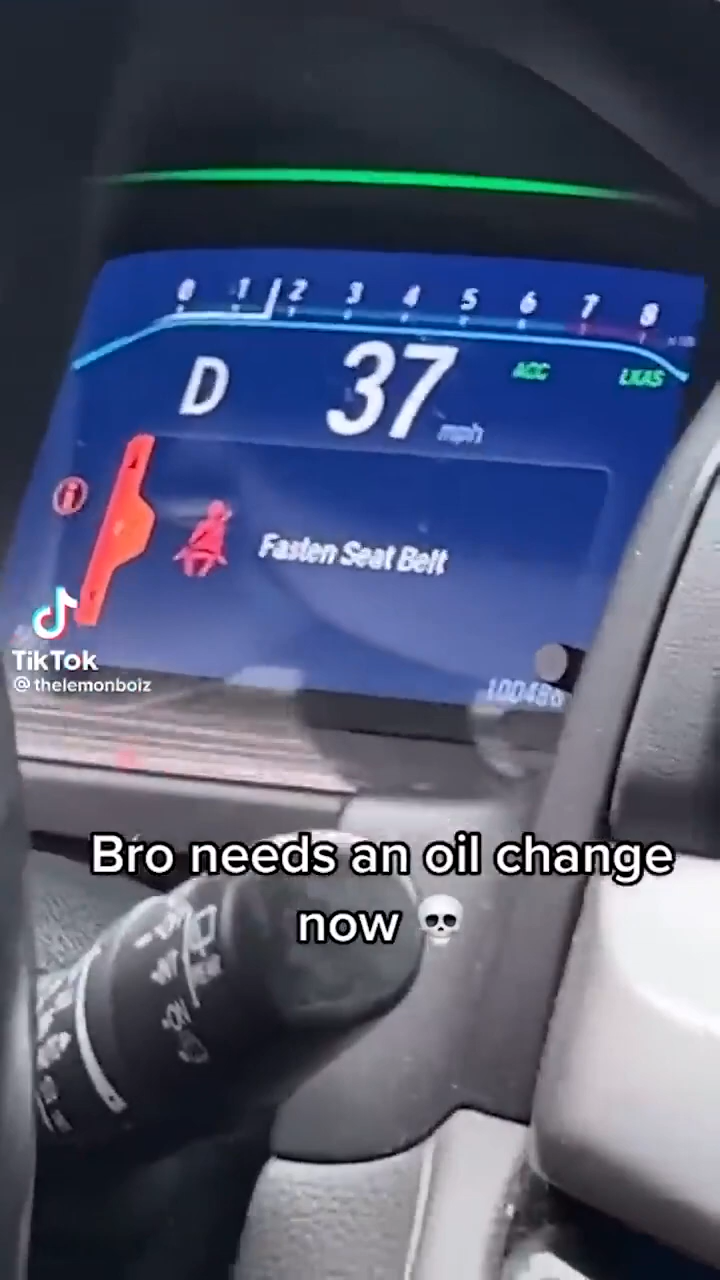 0 1 2 3 4 5 6 7 8
D 37 mph ACC LKAS
Fasten Seat Belt
TikTok
@thelemonboiz
Bro needs an oil change
now 💀
ON